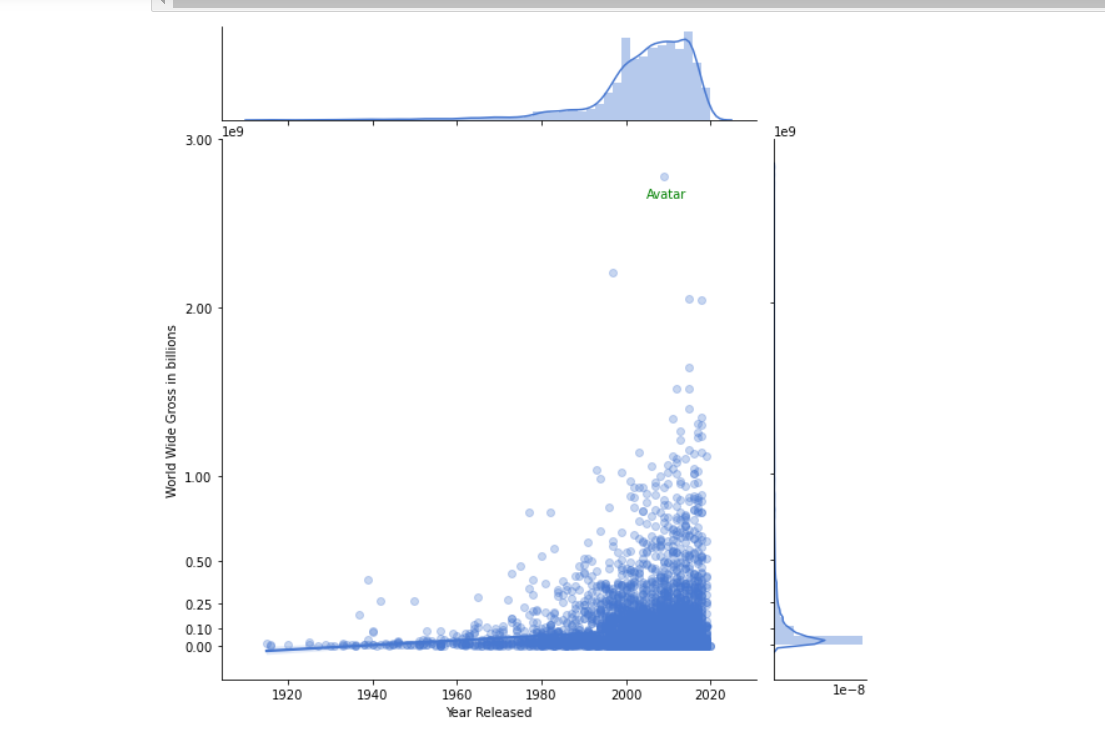 1e9
1e9
3.00
Avatar
2.00
World Wide Gross in billions
1.00
0.50
0.25
0.10
0.00
1e−8
1920 1940 1960 1980 2000 2020
Year Released